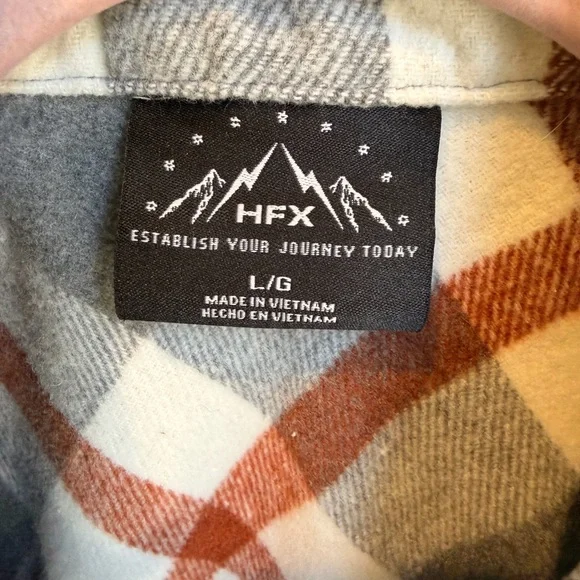 HFX
ESTABLISH YOUR JOURNEY TODAY
L/G
MADE IN VIETNAM
HECHO EN VIETNAM